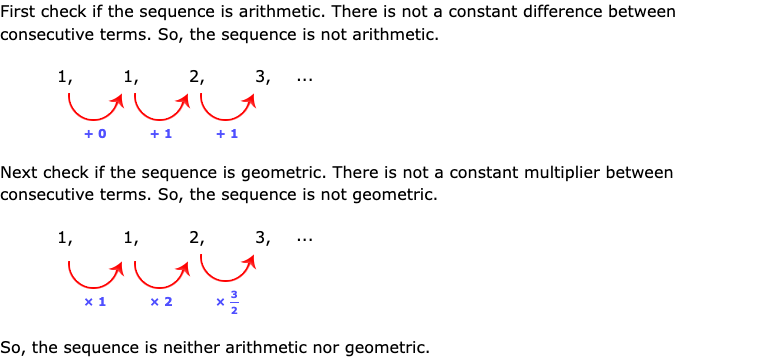 First check if the sequence is arithmetic. There is not a constant difference between
consecutive terms. So, the sequence is not arithmetic.
1, 1, 2, 3, ...
+ 0 + 1 + 1
Next check if the sequence is geometric. There is not a constant multiplier between
consecutive terms. So, the sequence is not geometric.
1, 1, 2, 3, ...
× 1 × 2 × 3/2
So, the sequence is neither arithmetic nor geometric.